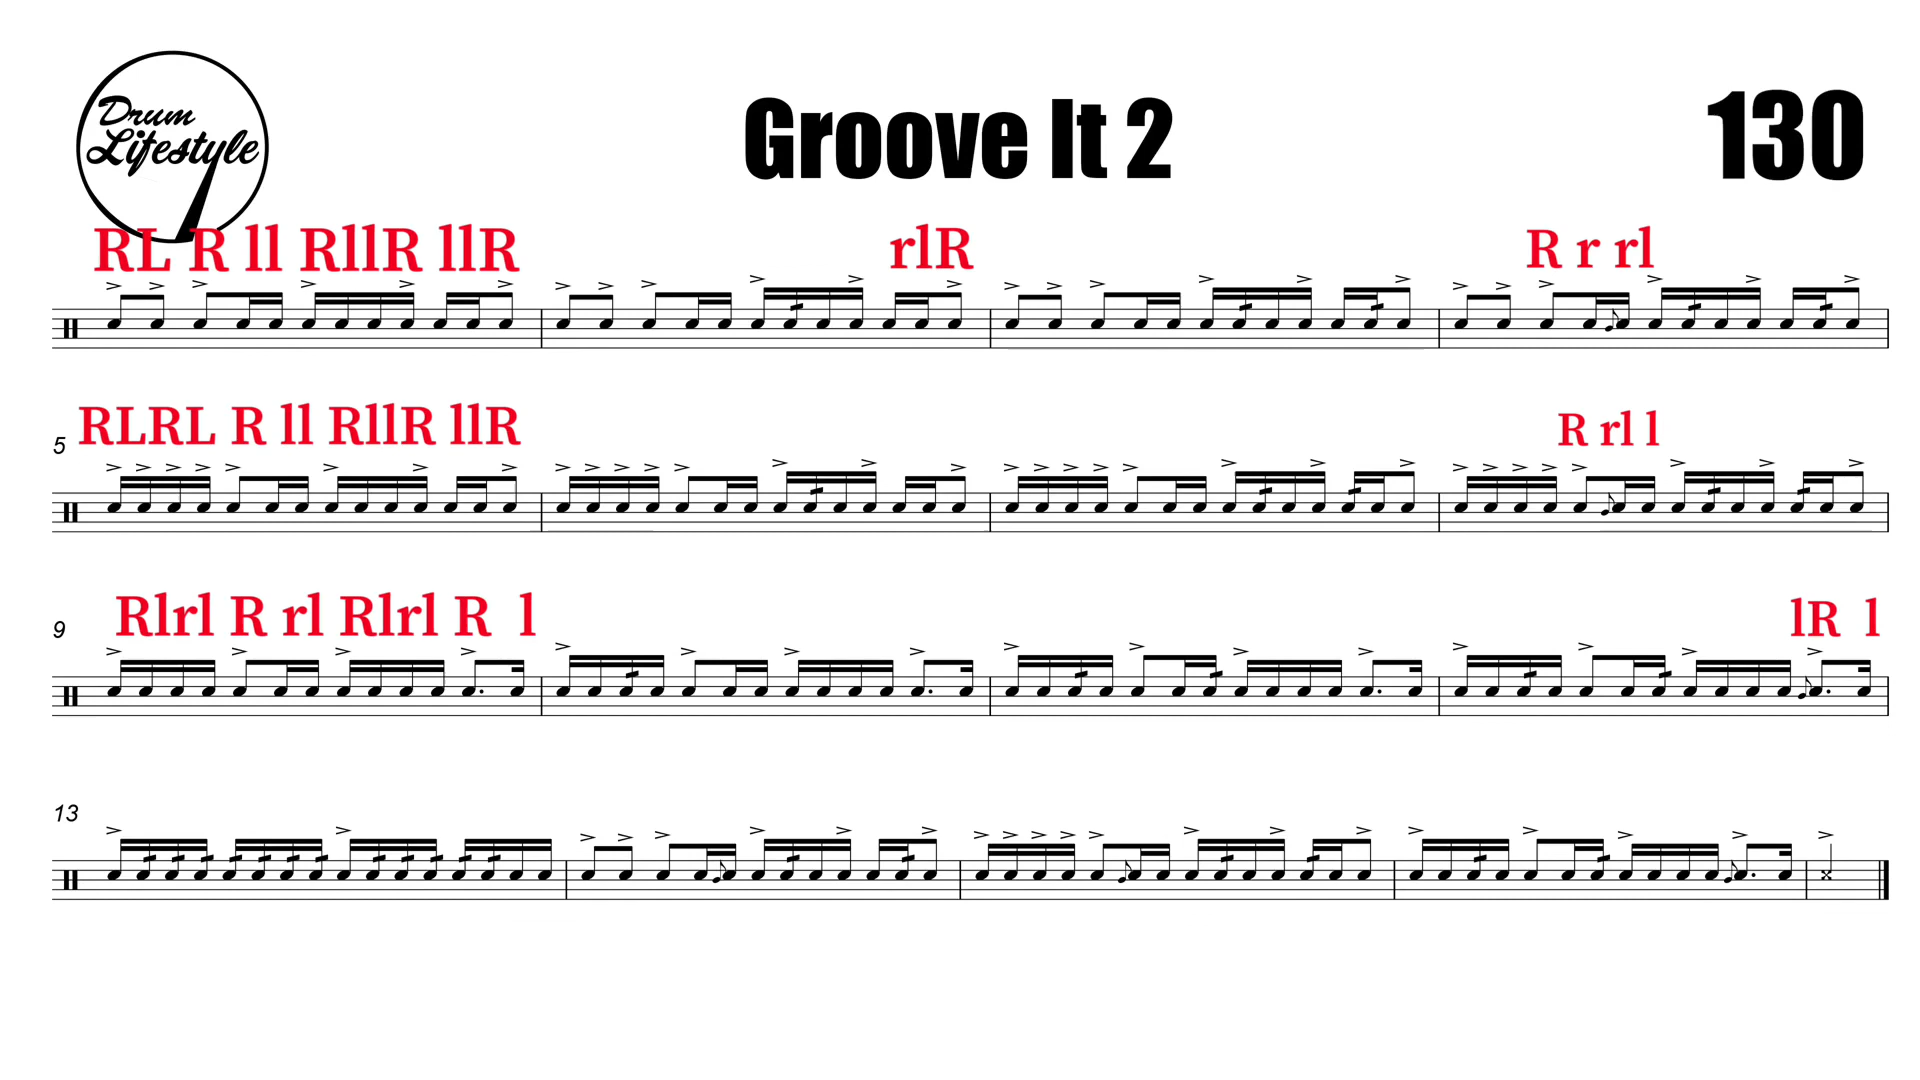 Drum
Lifestyle
Groove It 2
130
RL R ll RllR llR
rlR
R r rl
5
RLRL R ll RllR llR
R rl l
9
Rlrl R rl Rlrl R l
lR l
13